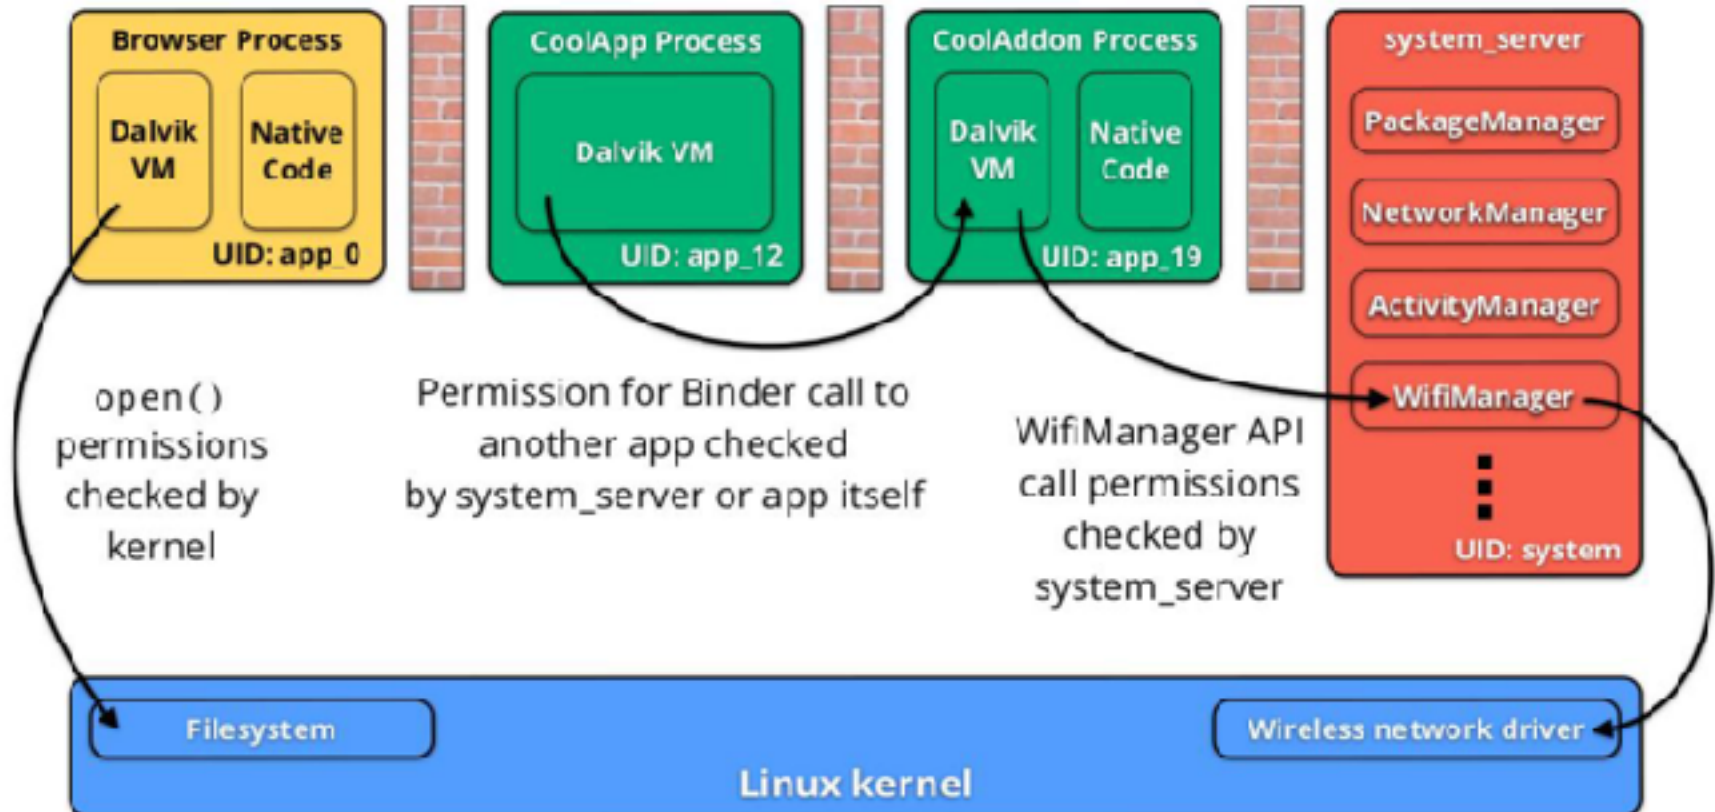 Browser Process
Dalvik
VM
Native
Code
UID: app_0
CoolApp Process
Dalvik VM
UID: app_12
CoolAddon Process
Dalvik
VM
Native
Code
UID: app_19
system_server
PackageManager
NetworkManager
ActivityManager
WifiManager
UID: system
open()
permissions
checked by
kernel
Permission for Binder call to
another app checked
by system_server or app itself
WifiManager API
call permissions
checked by
system_server
Filesystem
Wireless network driver
Linux kernel